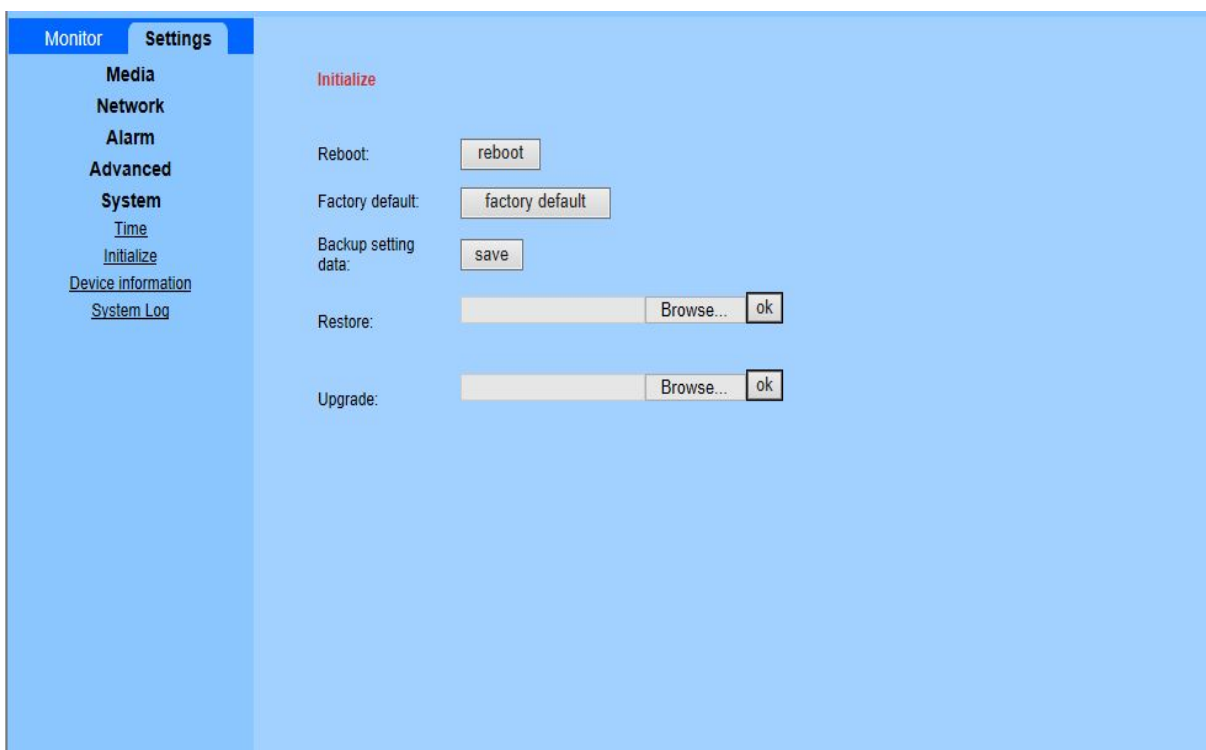 Monitor
Settings
Media
Network
Alarm
Advanced
System
Time
Initialize
Device information
System Log
Initialize
Reboot: reboot
Factory default: factory default
Backup setting
data: save
Restore: Browse... ok
Upgrade: Browse... ok